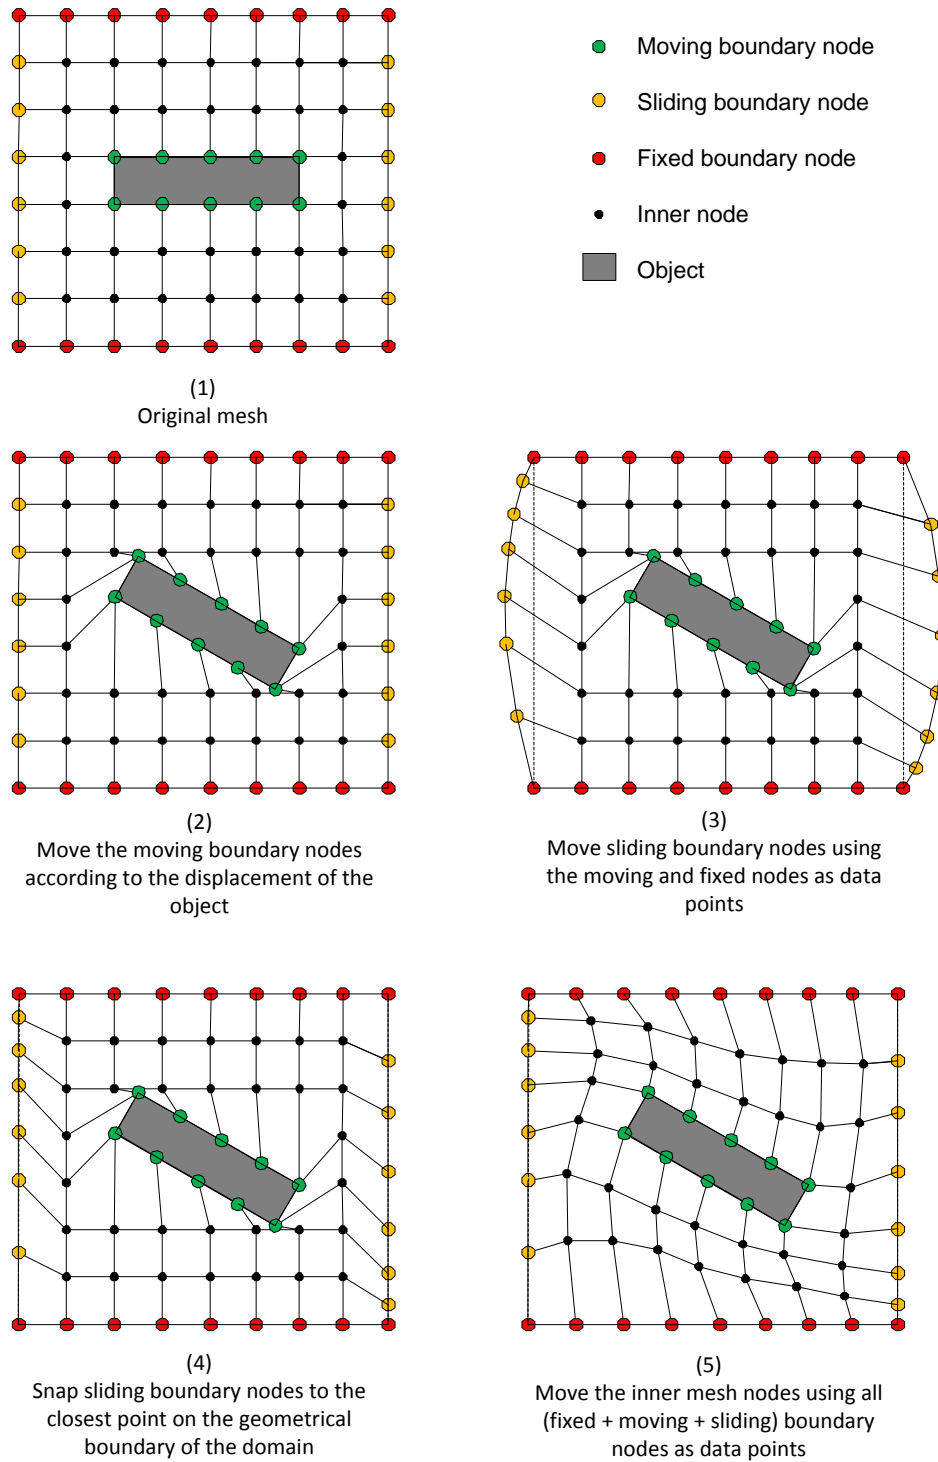 Moving boundary node
Sliding boundary node
Fixed boundary node
Inner node
Object
(1)
Original mesh
(2)
Move the moving boundary nodes
according to the displacement of the
object
(3)
Move sliding boundary nodes using
the moving and fixed nodes as data
points
(4)
Snap sliding boundary nodes to the
closest point on the geometrical
boundary of the domain
(5)
Move the inner mesh nodes using all
(fixed + moving + sliding) boundary
nodes as data points